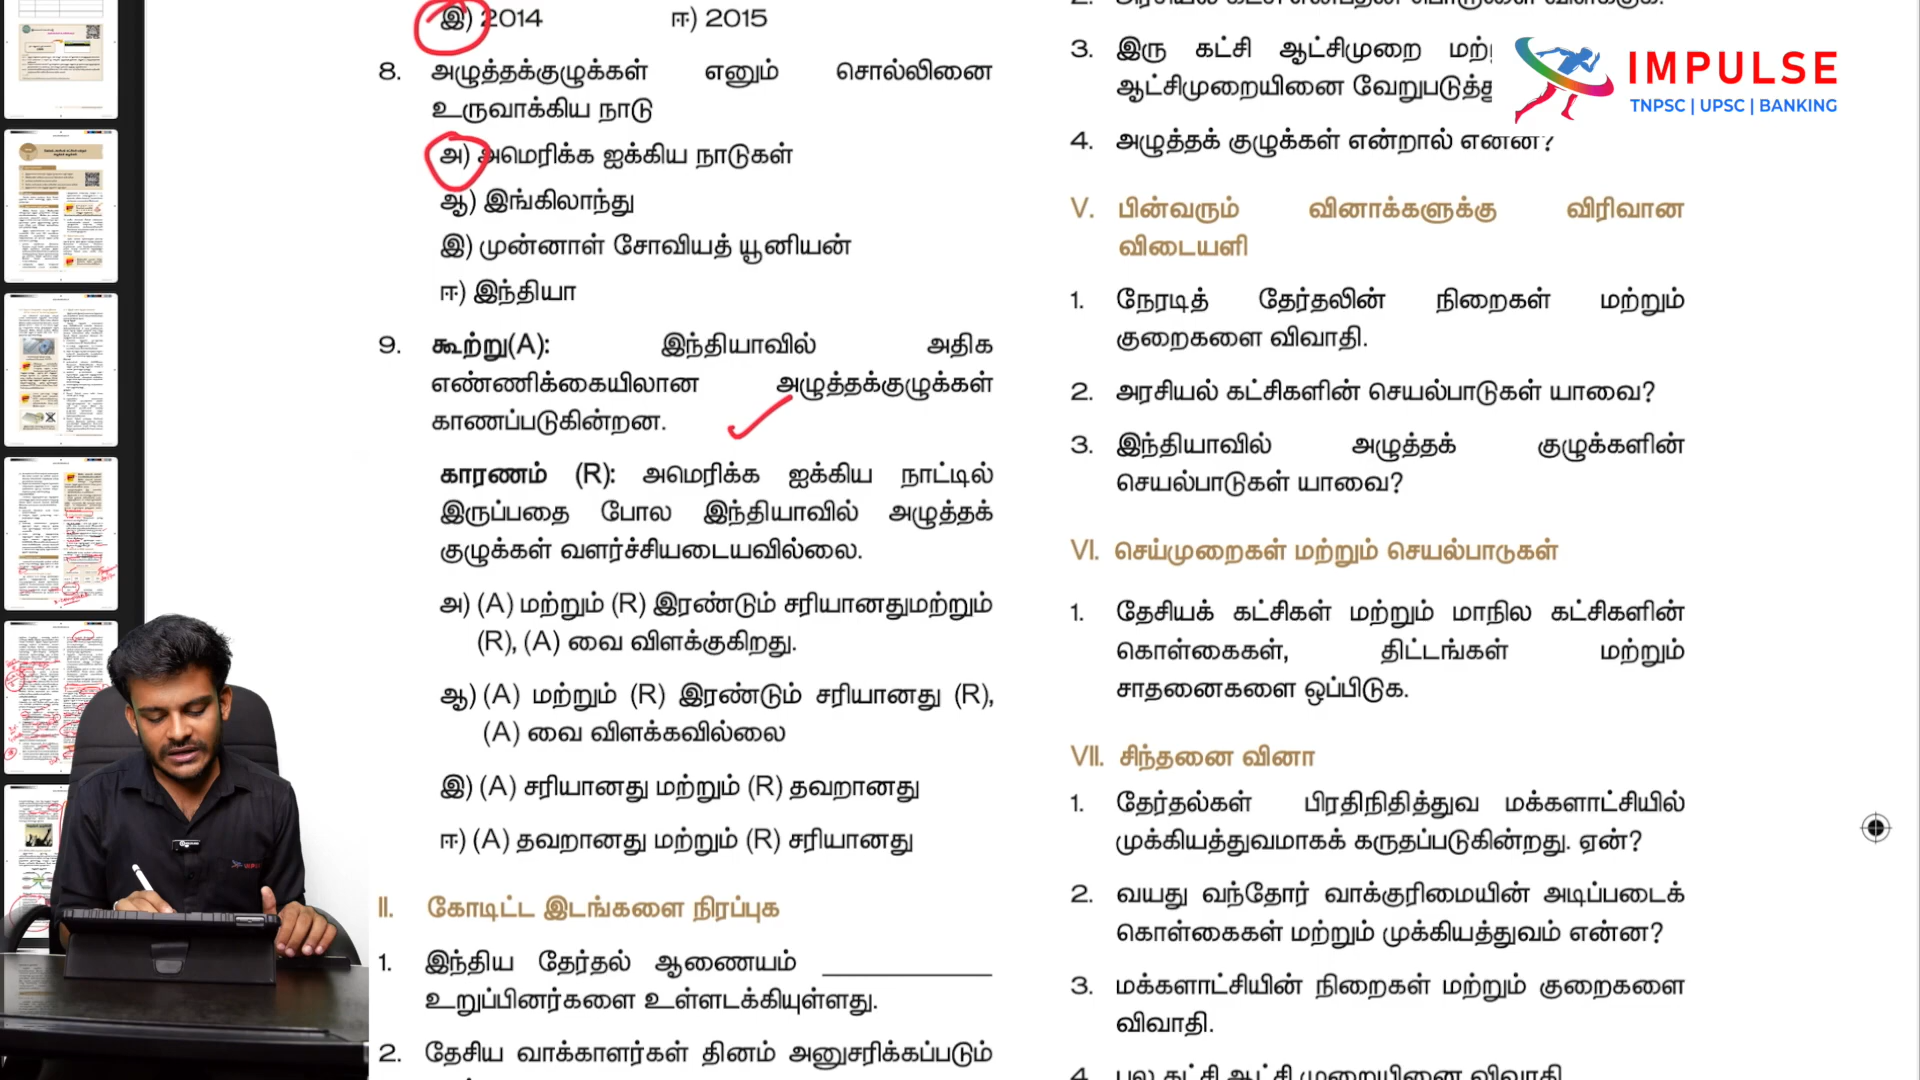 இ) 2014 ஈ) 2015
8. அழுத்தக்குழுக்கள் எனும் சொல்லினை
உருவாக்கிய நாடு
அ) அமெரிக்க ஐக்கிய நாடுகள்
ஆ) இங்கிலாந்து
இ) முன்னாள் சோவியத் யூனியன்
ஈ) இந்தியா
9. கூற்று(A): இந்தியாவில் அதிக
எண்ணிக்கையிலான அழுத்தக்குழுக்கள்
காணப்படுகின்றன.
காரணம் (R): அமெரிக்க ஐக்கிய நாட்டில்
இருப்பதை போல இந்தியாவில் அழுத்தக்
குழுக்கள் வளர்ச்சியடையவில்லை.
அ) (A) மற்றும் (R) இரண்டும் சரியானதுமற்றும்
(R), (A) வை விளக்குகிறது.
ஆ) (A) மற்றும் (R) இரண்டும் சரியானது (R),
(A) வை விளக்கவில்லை
இ) (A) சரியானது மற்றும் (R) தவறானது
ஈ) (A) தவறானது மற்றும் (R) சரியானது
II. கோடிட்ட இடங்களை நிரப்புக
1. இந்திய தேர்தல் ஆணையம் ____________
உறுப்பினர்களை உள்ளடக்கியுள்ளது.
2. தேசிய வாக்காளர்கள் தினம் அனுசரிக்கப்படும்
3. இரு கட்சி ஆட்சிமுறை
ஆட்சிமுறையினை
4. அழுத்தக் குழுக்கள் என்றால் என்ன?
V. பின்வரும் வினாக்களுக்கு விரிவான
விடையளி
1. நேரடித் தேர்தலின் நிறைகள் மற்றும்
குறைகளை விவாதி.
2. அரசியல் கட்சிகளின் செயல்பாடுகள் யாவை?
3. இந்தியாவில் அழுத்தக் குழுக்களின்
செயல்பாடுகள் யாவை?
VI. செய்முறைகள் மற்றும் செயல்பாடுகள்
1. தேசியக் கட்சிகள் மற்றும் மாநில கட்சிகளின்
கொள்கைகள், திட்டங்கள் மற்றும்
சாதனைகளை ஒப்பிடுக.
VII. சிந்தனை வினா
1. தேர்தல்கள் பிரதிநிதித்துவ மக்களாட்சியில்
முக்கியத்துவமாகக் கருதப்படுகின்றது. ஏன்?
2. வயது வந்தோர் வாக்குரிமையின் அடிப்படைக்
கொள்கைகள் மற்றும் முக்கியத்துவம் என்ன?
3. மக்களாட்சியின் நிறைகள் மற்றும் குறைகளை
விவாதி.
4. பல கட்சி ஆட்சி முறையினை விவாதி.
IMPULSE
TNPSC | UPSC | BANKING